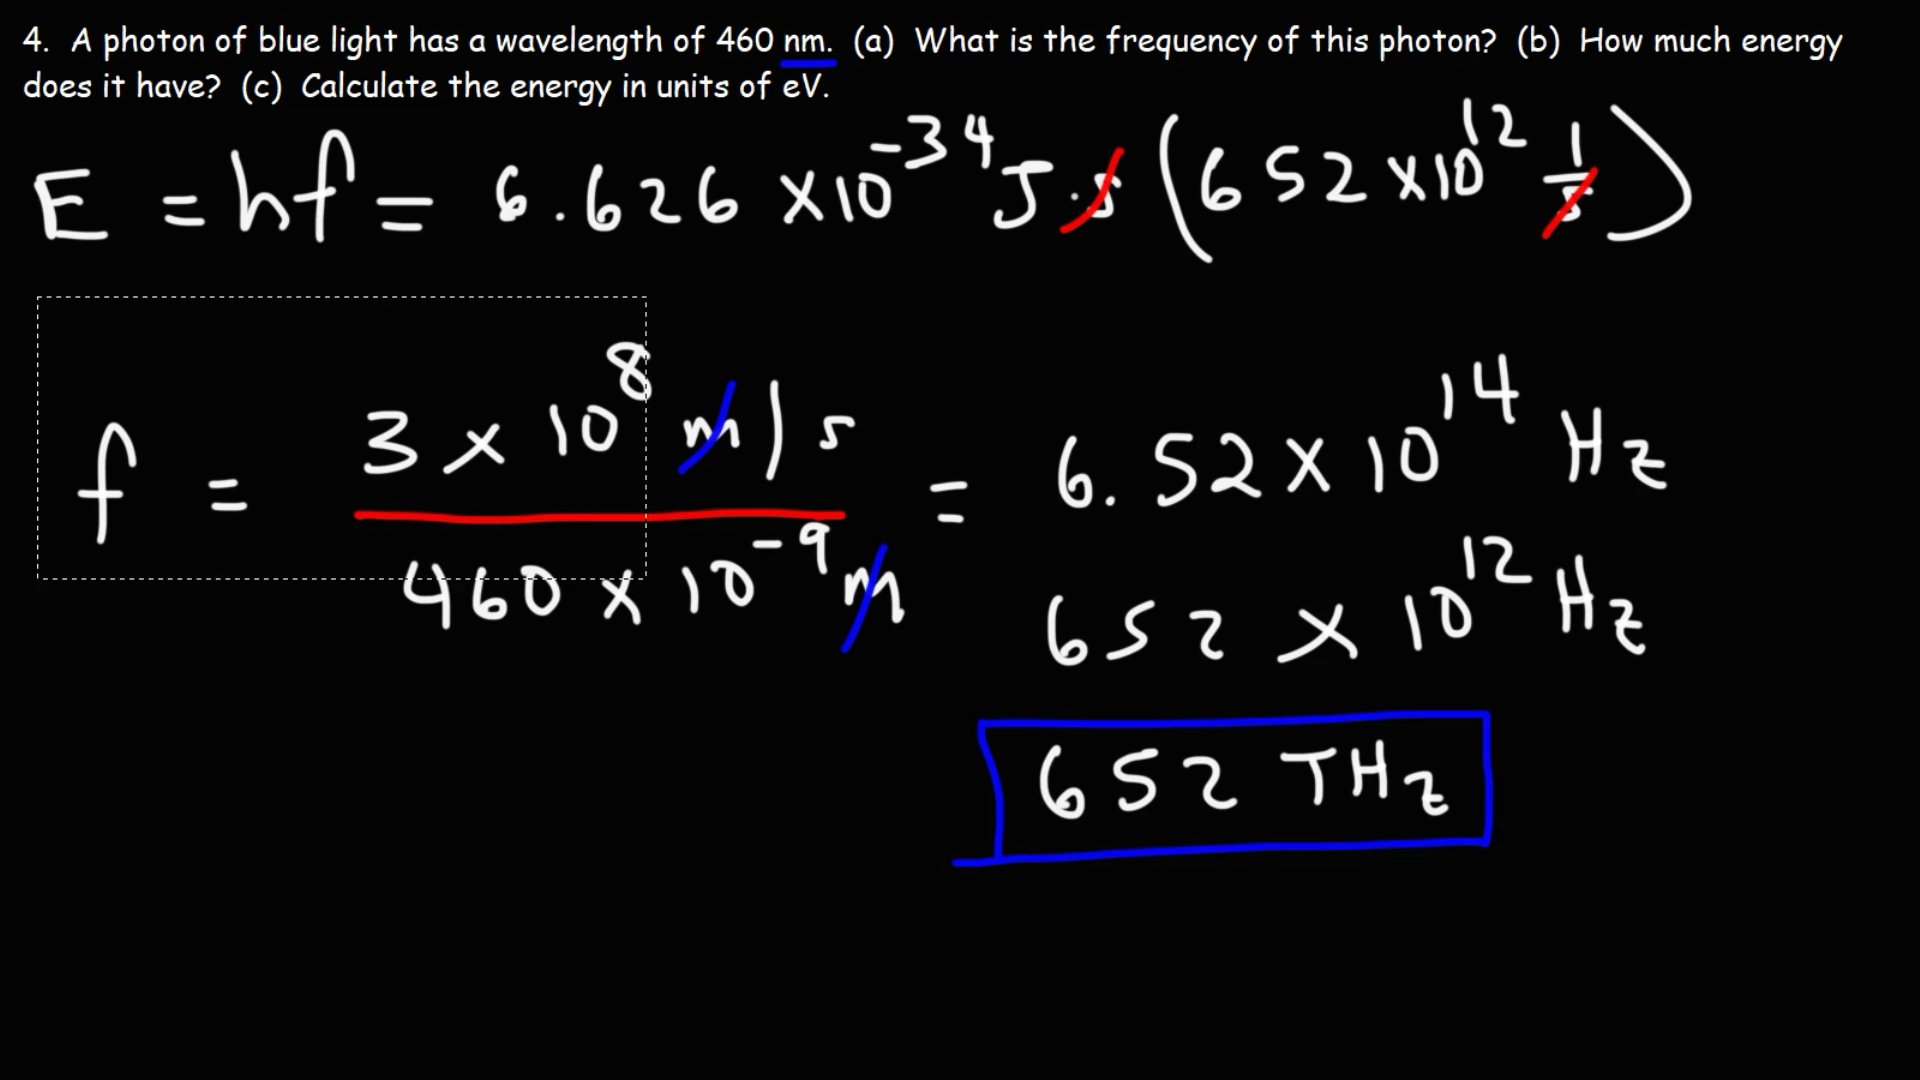 4. A photon of blue light has a wavelength of 460 nm. (a) What is the frequency of this photon? (b) How much energy
does it have? (c) Calculate the energy in units of eV.
E = hf = 6.626 x10^-34 J·s (652 x10^12 1/s)
f = 3 x 10^8 m/s / 460 x 10^-9 m = 6.52 x 10^14 Hz
652 x 10^12 Hz
652 THz